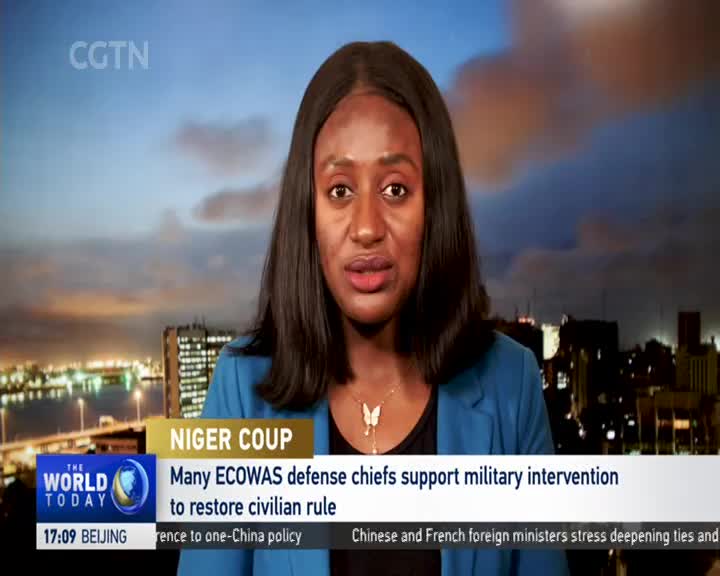 CGTN
NIGER COUP
Many ECOWAS defense chiefs support military intervention
to restore civilian rule
THE
WORLD
TODAY
17:09 BEIJING
rence to one-China policy Chinese and French foreign ministers stress deepening ties and